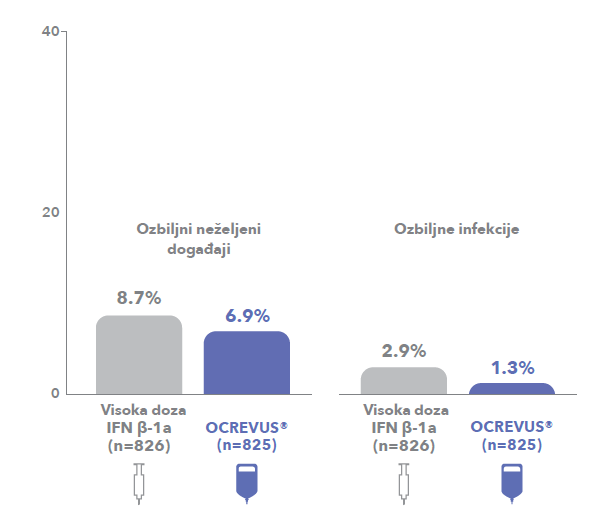 40
20
0
Ozbiljni neželjeni
događaji
8.7%
6.9%
Visoka doza
IFN β-1a
(n=826)
OCREVUS®
(n=825)
Ozbiljne infekcije
2.9%
1.3%
Visoka doza
IFN β-1a
(n=826)
OCREVUS®
(n=825)